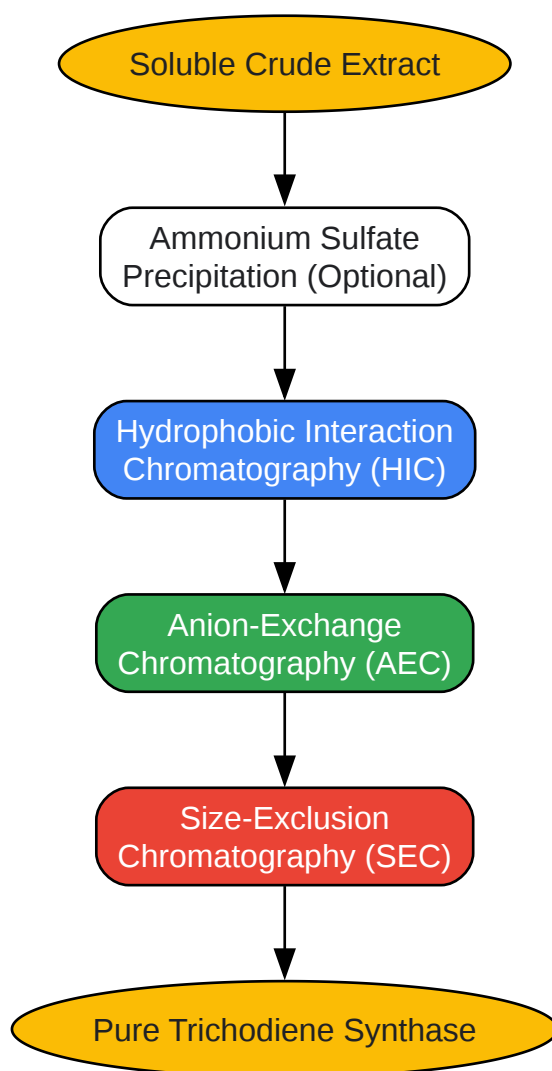 Soluble Crude Extract
Ammonium Sulfate
Precipitation (Optional)
Hydrophobic Interaction
Chromatography (HIC)
Anion-Exchange
Chromatography (AEC)
Size-Exclusion
Chromatography (SEC)
Pure Trichodiene Synthase